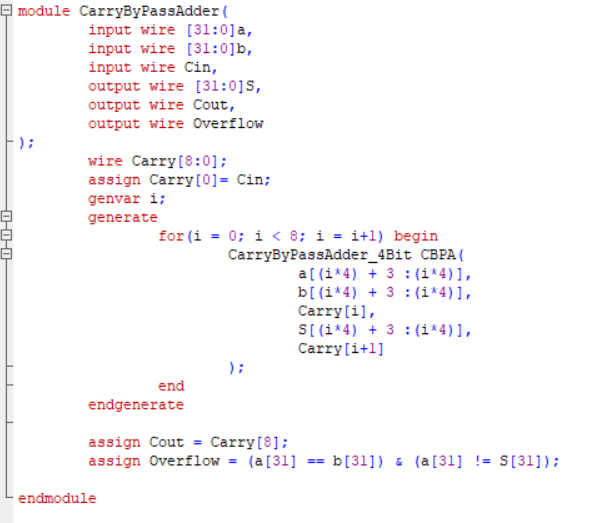 module CarryByPassAdder(
input wire [31:0]a,
input wire [31:0]b,
input wire Cin,
output wire [31:0]S,
output wire Cout,
output wire Overflow
);
wire Carry[8:0];
assign Carry[0]= Cin;
genvar i;
generate
for(i = 0; i < 8; i = i+1) begin
CarryByPassAdder_4Bit CBPA(
a[(i*4) + 3 :(i*4)],
b[(i*4) + 3 :(i*4)],
Carry[i],
S[(i*4) + 3 :(i*4)],
Carry[i+1]
);
end
endgenerate
assign Cout = Carry[8];
assign Overflow = (a[31] == b[31]) & (a[31] != S[31]);
endmodule